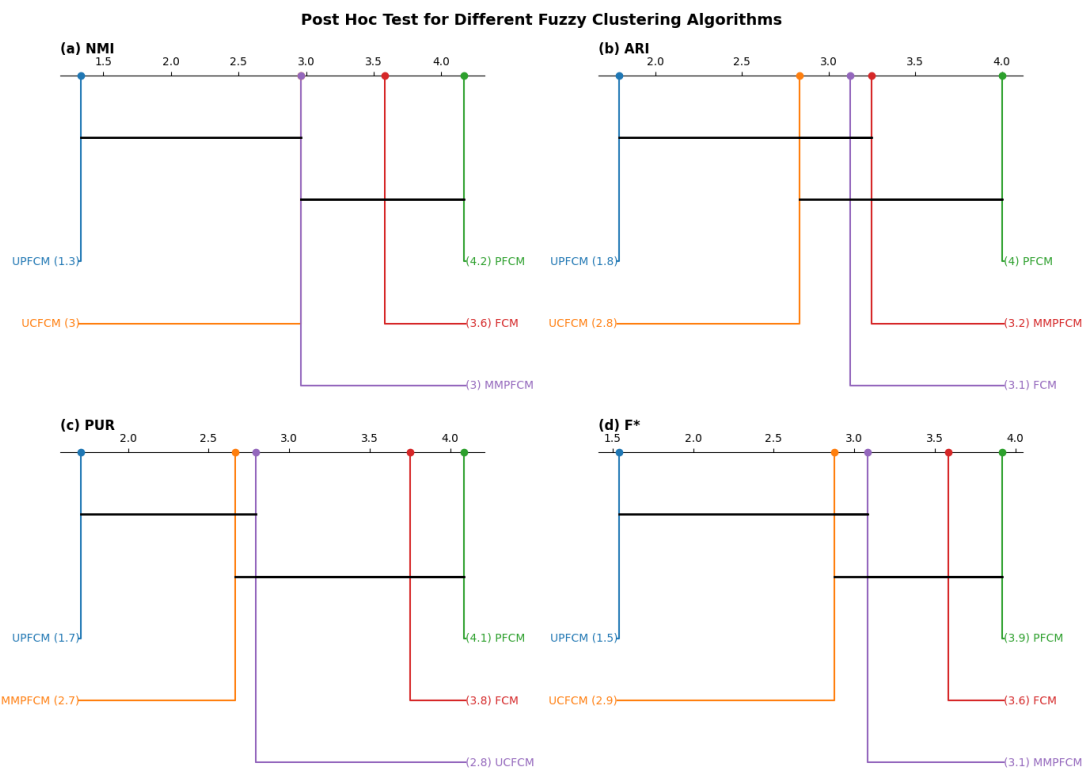 Post Hoc Test for Different Fuzzy Clustering Algorithms
(a) NMI
1.5 2.0 2.5 3.0 3.5 4.0
UPFCM (1.3)
(4.2) PFCM
UCFCM (3)
(3.6) FCM
(3) MMPFCM
(b) ARI
2.0 2.5 3.0 3.5 4.0
UPFCM (1.8)
(4) PFCM
UCFCM (2.8)
(3.2) MMPFCM
(3.1) FCM
(c) PUR
2.0 2.5 3.0 3.5 4.0
UPFCM (1.7)
(4.1) PFCM
MMPFCM (2.7)
(3.8) FCM
(2.8) UCFCM
(d) F*
1.5 2.0 2.5 3.0 3.5 4.0
UPFCM (1.5)
(3.9) PFCM
UCFCM (2.9)
(3.6) FCM
(3.1) MMPFCM